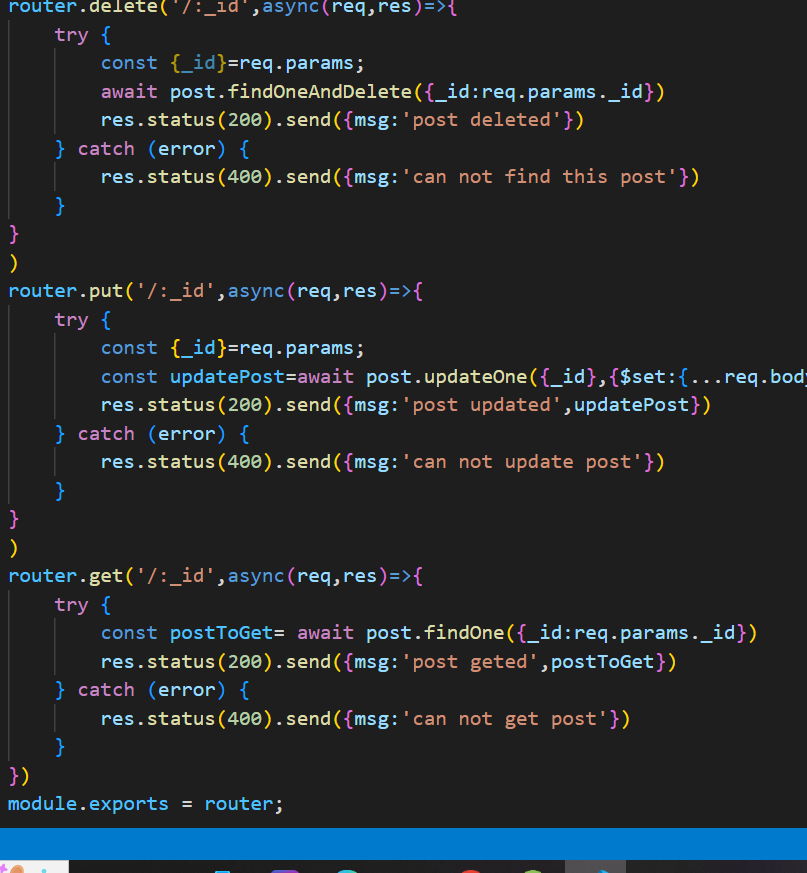 router.delete('/:_id',async(req,res)=>{
    try {
        const {_id}=req.params;
        await post.findOneAndDelete({_id:req.params._id})
        res.status(200).send({msg:'post deleted'})
    } catch (error) {
        res.status(400).send({msg:'can not find this post'})
    }
}
)
router.put('/:_id',async(req,res)=>{
    try {
        const {_id}=req.params;
        const updatePost=await post.updateOne({_id},{$set:{...req.body
        res.status(200).send({msg:'post updated',updatePost})
    } catch (error) {
        res.status(400).send({msg:'can not update post'})
    }
}
)
router.get('/:_id',async(req,res)=>{
    try {
        const postToGet= await post.findOne({_id:req.params._id})
        res.status(200).send({msg:'post geted',postToGet})
    } catch (error) {
        res.status(400).send({msg:'can not get post'})
    }
})
module.exports = router;